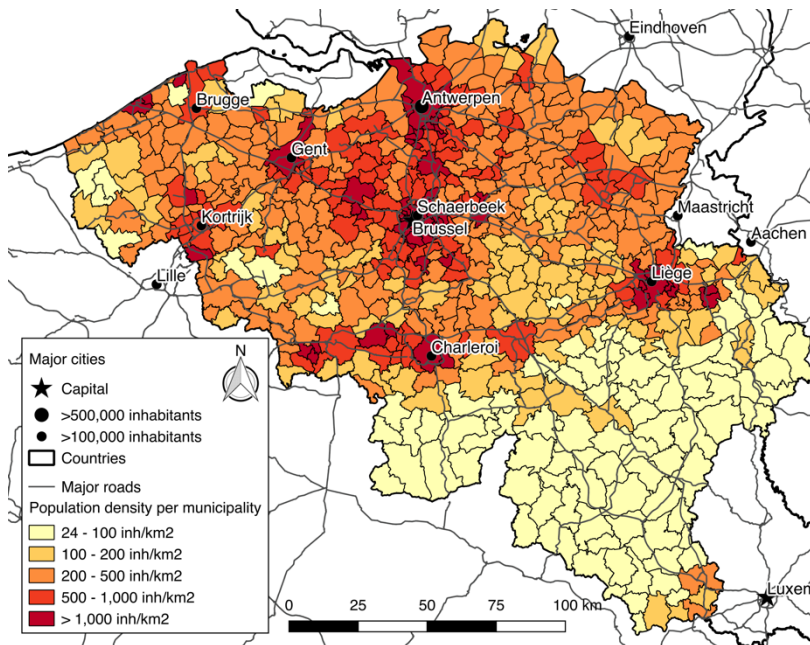 Eindhoven
Antwerpen
Brugge
Gent
Schaerbeek
Brussel
Maastricht
Kortrijk
Aachen
Lille
Liège
Charleroi
Luxem
Major cities
N
Capital
>500,000 inhabitants
>100,000 inhabitants
Countries
Major roads
Population density per municipality
24 - 100 inh/km2
100 - 200 inh/km2
200 - 500 inh/km2
500 - 1,000 inh/km2
> 1,000 inh/km2
0 25 50 75 100 km